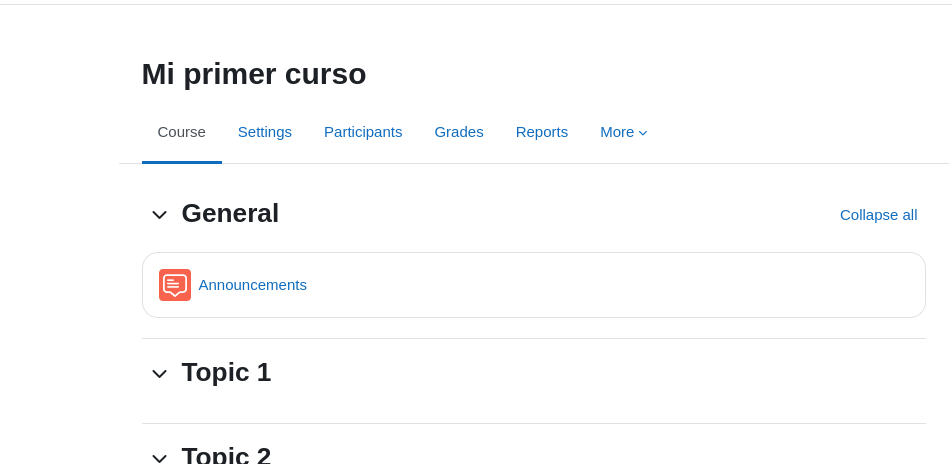 Mi primer curso
Course Settings Participants Grades Reports More
General
Collapse all
Announcements
Topic 1
Topic 2